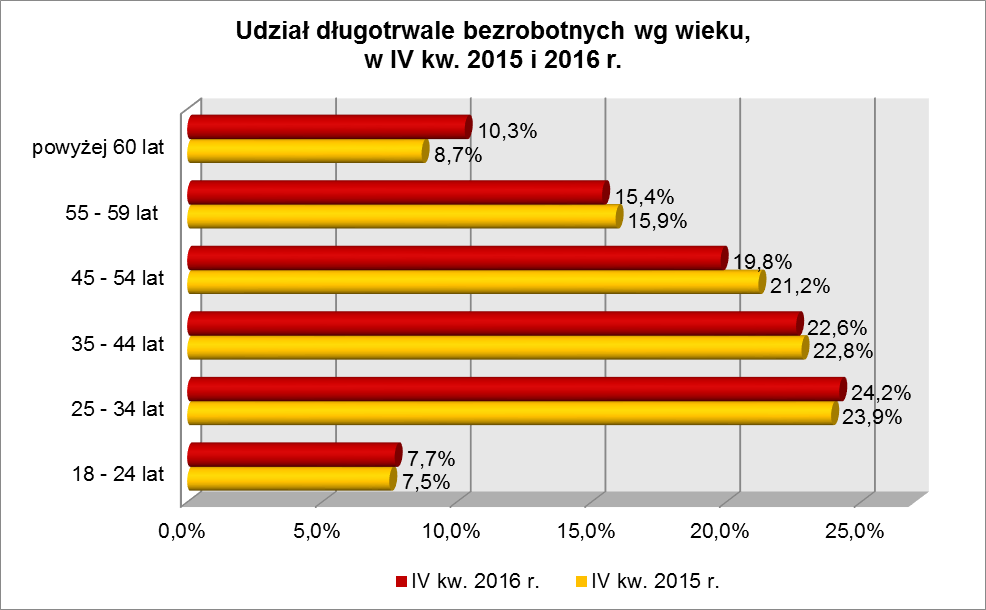 Udział długotrwale bezrobotnych wg wieku,
w IV kw. 2015 i 2016 r.
powyżej 60 lat
10,3%
8,7%
55 - 59 lat
15,4%
15,9%
45 - 54 lat
19,8%
21,2%
35 - 44 lat
22,6%
22,8%
25 - 34 lat
24,2%
23,9%
18 - 24 lat
7,7%
7,5%
0,0% 5,0% 10,0% 15,0% 20,0% 25,0%
IV kw. 2016 r. IV kw. 2015 r.